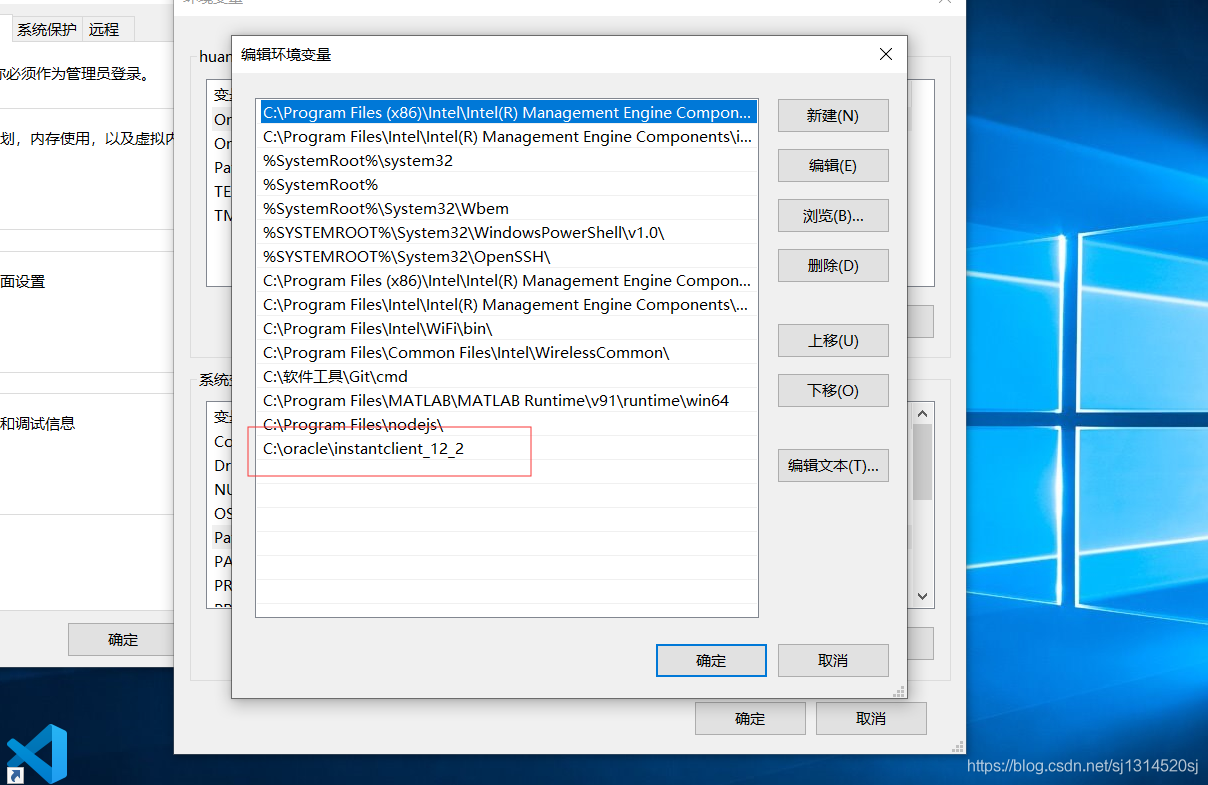 环境变量
系统保护
远程
你必须作为管理员登录。
划，内存使用，以及虚拟内
面设置
和调试信息
确定
huan
变
On
On
Pa
TE
TM
系统变
变
Co
Dr
NU
OS
Pa
PA
PR
编辑环境变量
C:\Program Files (x86)\Intel\Intel(R) Management Engine Compon...
C:\Program Files\Intel\Intel(R) Management Engine Components\i...
%SystemRoot%\system32
%SystemRoot%
%SystemRoot%\System32\Wbem
%SYSTEMROOT%\System32\WindowsPowerShell\v1.0\
%SYSTEMROOT%\System32\OpenSSH\
C:\Program Files (x86)\Intel\Intel(R) Management Engine Compon...
C:\Program Files\Intel\Intel(R) Management Engine Components\...
C:\Program Files\Intel\WiFi\bin\
C:\Program Files\Common Files\Intel\WirelessCommon\
C:\软件工具\Git\cmd
C:\Program Files\MATLAB\MATLAB Runtime\v91\runtime\win64
C:\Program Files\nodejs\
C:\oracle\instantclient_12_2
新建(N)
编辑(E)
浏览(B)...
删除(D)
上移(U)
下移(O)
编辑文本(T)...
确定
取消
确定
取消
https://blog.csdn.net/sj1314520sj